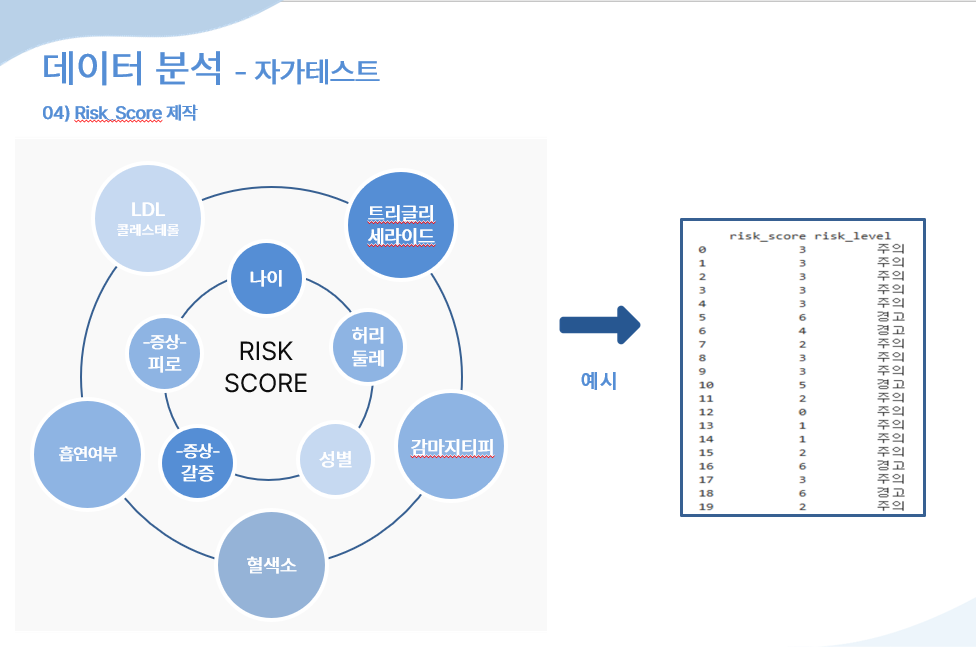 데이터 분석 - 자가테스트
04) Risk_Score 제작
LDL
콜레스테롤
트리글리
세라이드
나이
-증상-
피로
허리
둘레
RISK
SCORE
흡연여부
-증상-
갈증
성별
감마지티피
혈색소
예시
risk_score risk_level
0 3 주의
1 3 주의
2 3 주의
3 3 주의
4 3 주의
5 6 경고
6 4 경고
7 2 주의
8 3 주의
9 3 주의
10 5 경고
11 2 주의
12 0 주의
13 1 주의
14 1 주의
15 2 주의
16 6 경고
17 3 주의
18 6 경고
19 2 주의